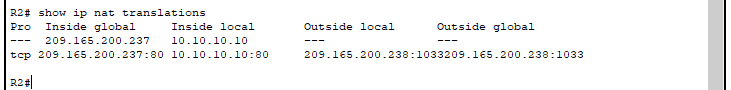 R2# show ip nat translations
Pro  Inside global     Inside local       Outside local      Outside global
---  209.165.200.237   10.10.10.10        ---                ---
tcp 209.165.200.237:80 10.10.10.10:80     209.165.200.238:1033209.165.200.238:1033
R2#